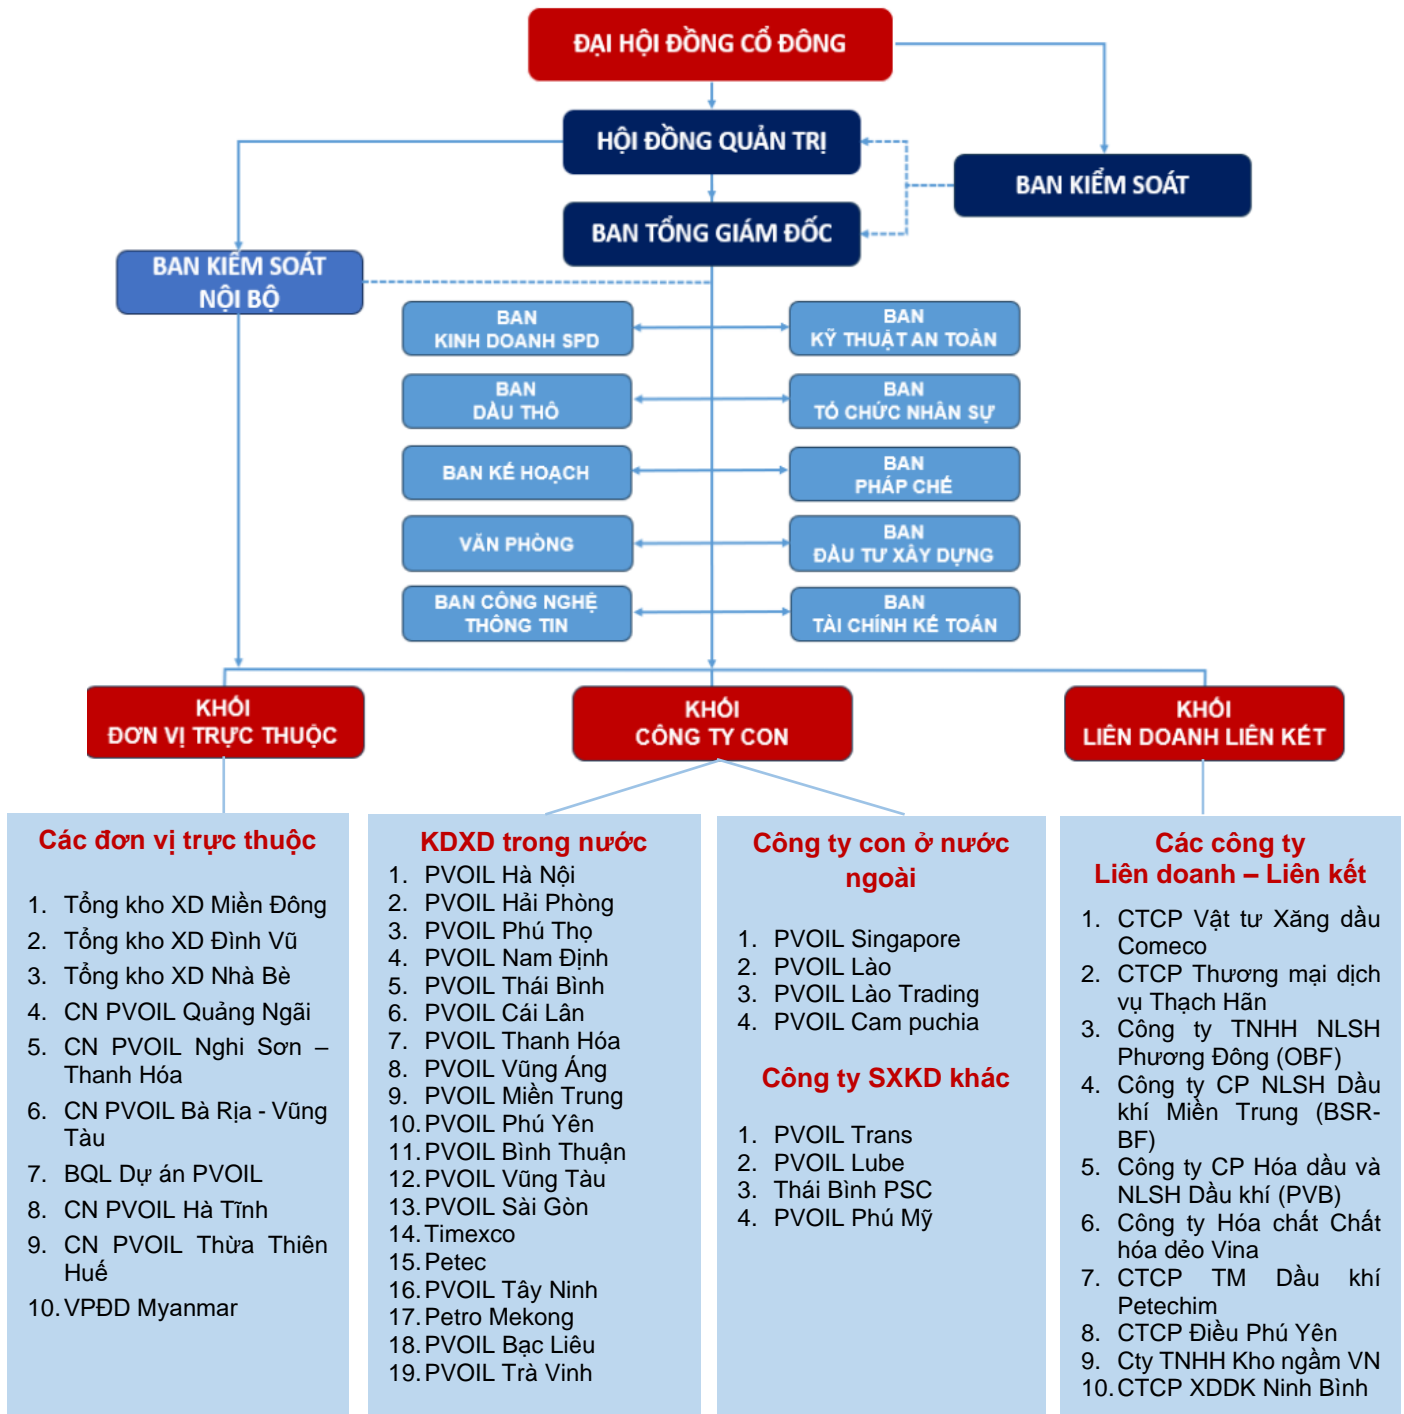 ĐẠI HỘI ĐỒNG CỔ ĐÔNG
HỘI ĐỒNG QUẢN TRỊ
BAN KIỂM SOÁT
BAN TỔNG GIÁM ĐỐC
BAN KIỂM SOÁT
NỘI BỘ
BAN
KINH DOANH SPD
BAN
KỸ THUẬT AN TOÀN
BAN
DẦU THÔ
BAN
TỔ CHỨC NHÂN SỰ
BAN KẾ HOẠCH
BAN
PHÁP CHẾ
VĂN PHÒNG
BAN
ĐẦU TƯ XÂY DỰNG
BAN CÔNG NGHỆ
THÔNG TIN
BAN
TÀI CHÍNH KẾ TOÁN
KHỐI
ĐƠN VỊ TRỰC THUỘC
KHỐI
CÔNG TY CON
KHỐI
LIÊN DOANH LIÊN KẾT
Các đơn vị trực thuộc
1. Tổng kho XD Miền Đông
2. Tổng kho XD Đình Vũ
3. Tổng kho XD Nhà Bè
4. CN PVOIL Quảng Ngãi
5. CN PVOIL Nghi Sơn –
Thanh Hóa
6. CN PVOIL Bà Rịa - Vũng
Tàu
7. BQL Dự án PVOIL
8. CN PVOIL Hà Tĩnh
9. CN PVOIL Thừa Thiên
Huế
10. VPĐD Myanmar
KDXD trong nước
1. PVOIL Hà Nội
2. PVOIL Hải Phòng
3. PVOIL Phú Thọ
4. PVOIL Nam Định
5. PVOIL Thái Bình
6. PVOIL Cái Lân
7. PVOIL Thanh Hóa
8. PVOIL Vũng Áng
9. PVOIL Miền Trung
10. PVOIL Phú Yên
11. PVOIL Bình Thuận
12. PVOIL Vũng Tàu
13. PVOIL Sài Gòn
14. Timexco
15. Petec
16. PVOIL Tây Ninh
17. Petro Mekong
18. PVOIL Bạc Liêu
19. PVOIL Trà Vinh
Công ty con ở nước
ngoài
1. PVOIL Singapore
2. PVOIL Lào
3. PVOIL Lào Trading
4. PVOIL Cam puchia
Công ty SXKD khác
1. PVOIL Trans
2. PVOIL Lube
3. Thái Bình PSC
4. PVOIL Phú Mỹ
Các công ty
Liên doanh – Liên kết
1. CTCP Vật tư Xăng dầu
Comeco
2. CTCP Thương mại dịch
vụ Thạch Hãn
3. Công ty TNHH NLSH
Phương Đông (OBF)
4. Công ty CP NLSH Dầu
khí Miền Trung (BSR-
BF)
5. Công ty CP Hóa dầu và
NLSH Dầu khí (PVB)
6. Công ty Hóa chất Chất
hóa dẻo Vina
7. CTCP TM Dầu khí
Petechim
8. CTCP Điều Phú Yên
9. Cty TNHH Kho ngầm VN
10. CTCP XDDK Ninh Bình